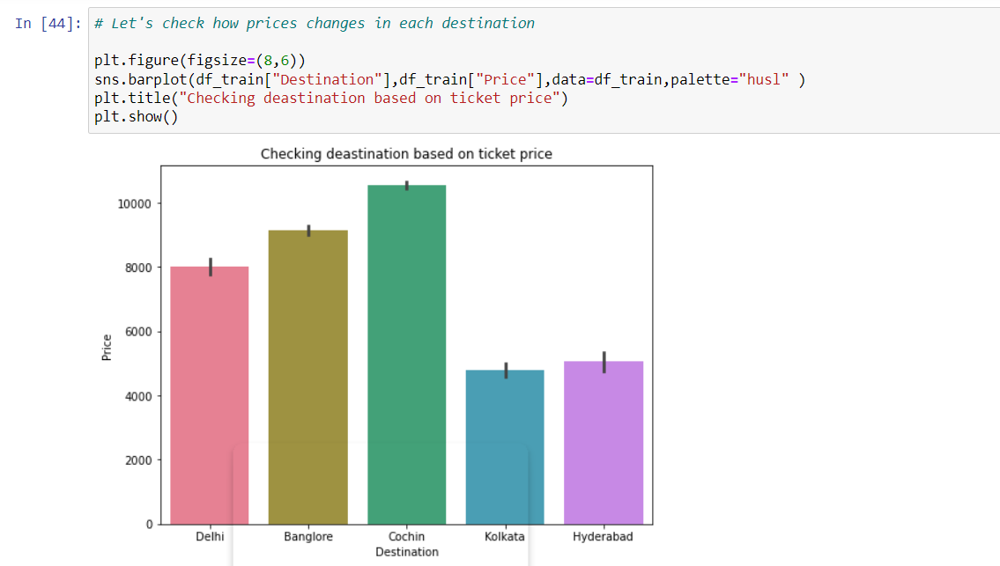 In [44]: # Let's check how prices changes in each destination
plt.figure(figsize=(8,6))
sns.barplot(df_train["Destination"],df_train["Price"],data=df_train,palette="husl" )
plt.title("Checking deastination based on ticket price")
plt.show()
Checking deastination based on ticket price
10000
8000
6000
4000
2000
0
Price
Delhi Banglore Cochin Kolkata Hyderabad
Destination